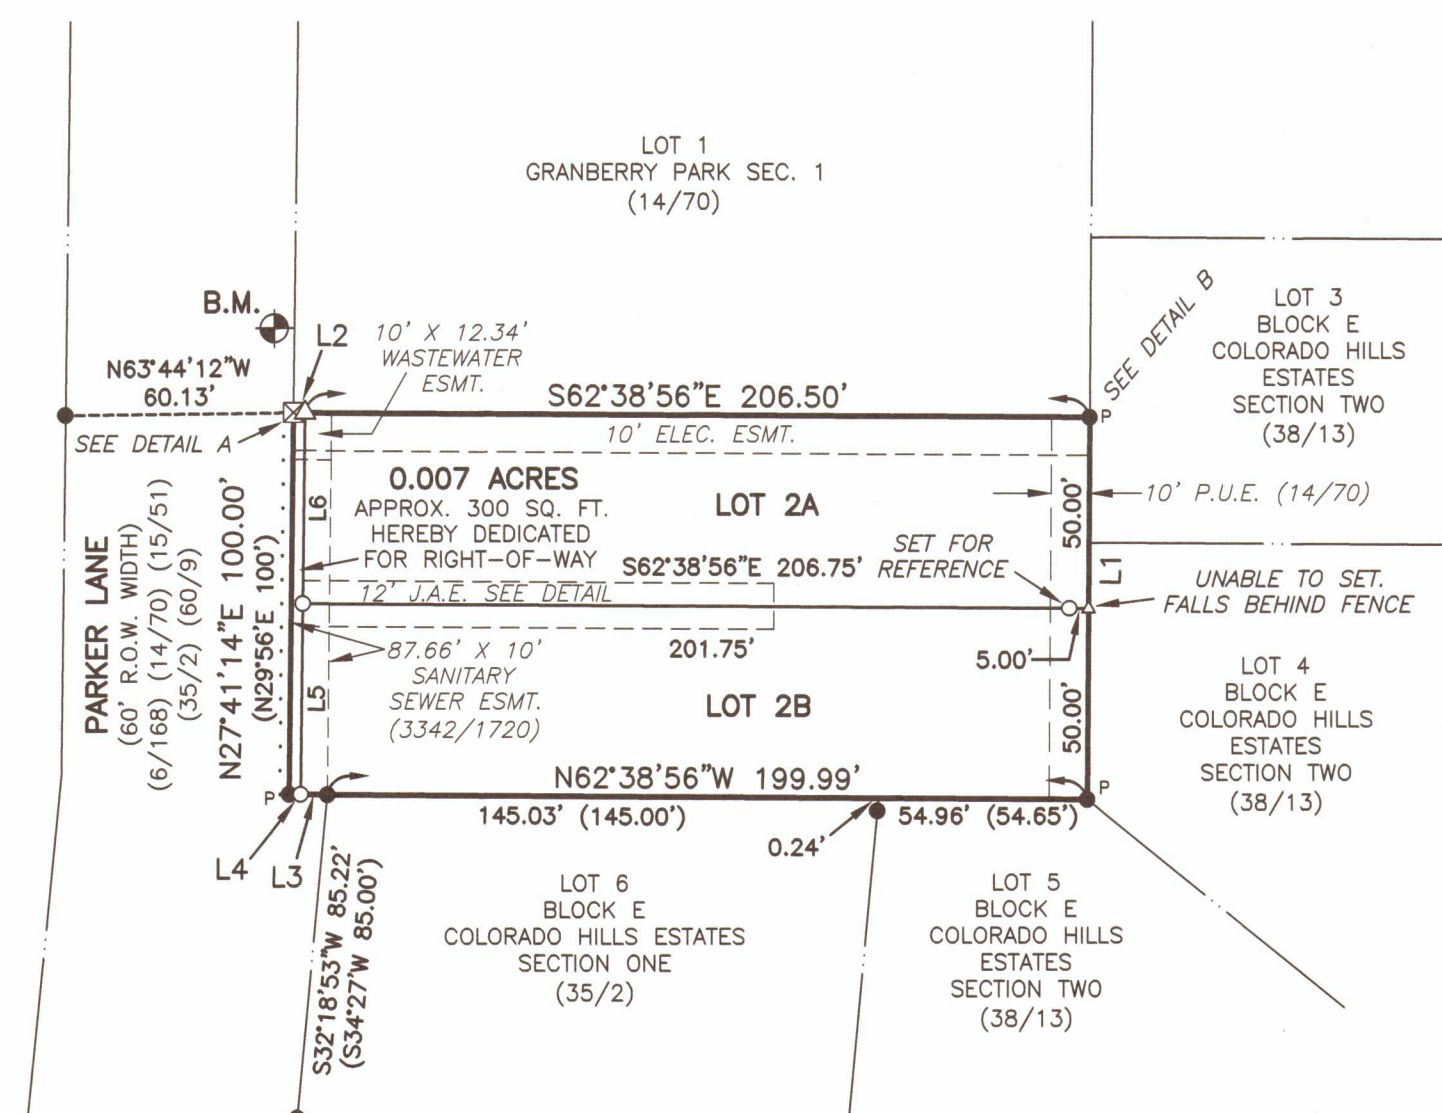 LOT 1
GRANBERRY PARK SEC. 1
(14/70)
B.M.
L2
10' X 12.34'
WASTEWATER
ESMT.
N63°44'12"W
60.13'
S62°38'56"E 206.50'
SEE DETAIL B
LOT 3
BLOCK E
COLORADO HILLS
ESTATES
SECTION TWO
(38/13)
P
SEE DETAIL A
10' ELEC. ESMT.
0.007 ACRES
APPROX. 300 SQ. FT.
HEREBY DEDICATED
FOR RIGHT-OF-WAY
LOT 2A
50.00'
10' P.U.E. (14/70)
L6
PARKER LANE
(60' R.O.W. WIDTH)
(6/168) (14/70) (15/51)
(35/2) (60/9)
N27°41'14"E 100.00'
(N29°56'E 100')
S62°38'56"E 206.75'
SET FOR
REFERENCE
L1
UNABLE TO SET.
FALLS BEHIND FENCE
12' J.A.E. SEE DETAIL
87.66' X 10'
SANITARY
SEWER ESMT.
(3342/1720)
201.75'
5.00'
L5
LOT 2B
50.00'
LOT 4
BLOCK E
COLORADO HILLS
ESTATES
SECTION TWO
(38/13)
N62°38'56"W 199.99'
P
P
145.03' (145.00')
54.96' (54.65')
0.24'
L4
L3
S32°18'53"W 85.22'
(S34°27'W 85.00')
LOT 6
BLOCK E
COLORADO HILLS ESTATES
SECTION ONE
(35/2)
LOT 5
BLOCK E
COLORADO HILLS
ESTATES
SECTION TWO
(38/13)